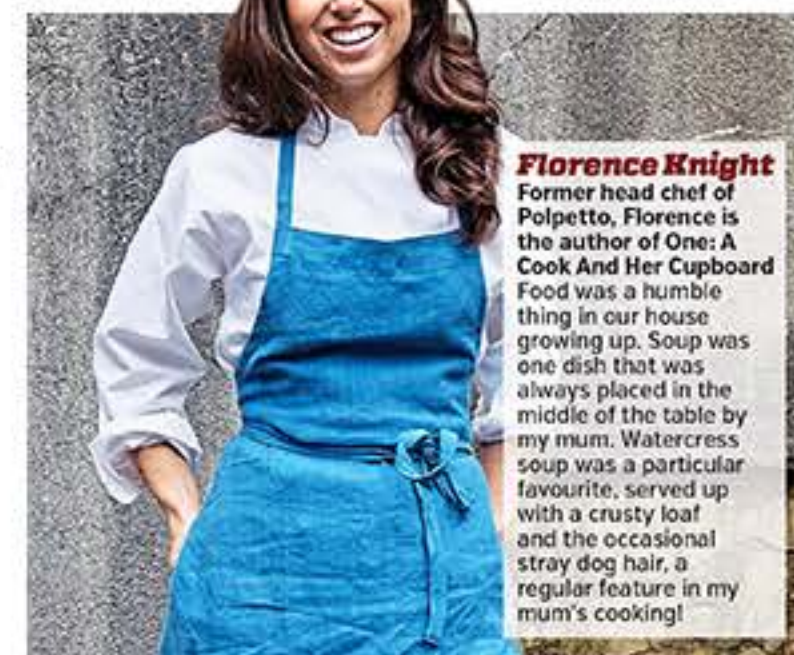 Florence Knight
Former head chef of
Polpetto, Florence is
the author of One: A
Cook And Her Cupboard
Food was a humble
thing in our house
growing up. Soup was
one dish that was
always placed in the
middle of the table by
my mum. Watercress
soup was a particular
favourite, served up
with a crusty loaf
and the occasional
stray dog hair, a
regular feature in my
mum's cooking!